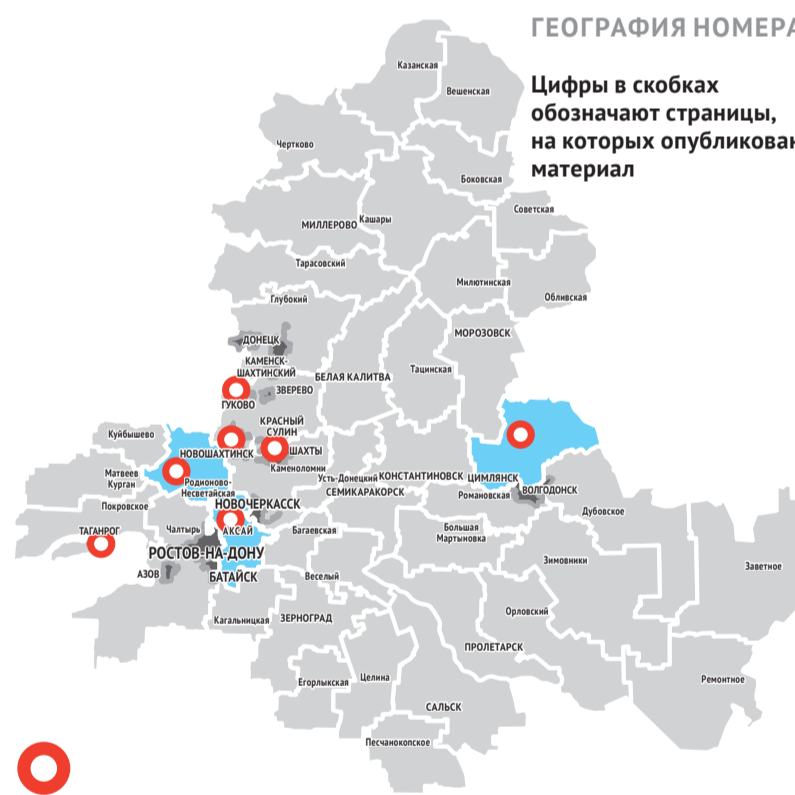 ГЕОГРАФИЯ НОМЕРА
Цифры в скобках
обозначают страницы,
на которых опубликован
материал
Казанская
Вешенская
Чертково
Боковская
Советская
Кашары
МИЛЛЕРОВО
Тарасовский
Милютинская
Обливская
Глубокий
МОРОЗОВСК
ДОНЕЦК
КАМЕНСК-
ШАХТИНСКИЙ
Тацинская
БЕЛАЯ КАЛИТВА
ЗВЕРЕВО
ГУКОВО
КРАСНЫЙ
СУЛИН
Куйбышево
НОВОШАХТИНСК
ШАХТЫ
Каменоломни
Матвеев
Курган
Родионово-
Несветайская
Усть-Донецкий
КОНСТАНТИНОВСК
ЦИМЛЯНСК
СЕМИКАРАКОРСК
Романовская
ВОЛГОДОНСК
Покровское
НОВОЧЕРКАССК
Дубовское
ТАГАНРОГ
Чалтырь
АКСАЙ
Багаевская
Большая
Мартыновка
РОСТОВ-НА-ДОНУ
Зимовники
Заветное
АЗОВ
БАТАЙСК
Веселый
Кагальницкая
ЗЕРНОГРАД
Орловский
ПРОЛЕТАРСК
Егорлыкская
Целина
Ремонтное
САЛЬСК
Песчанокопское